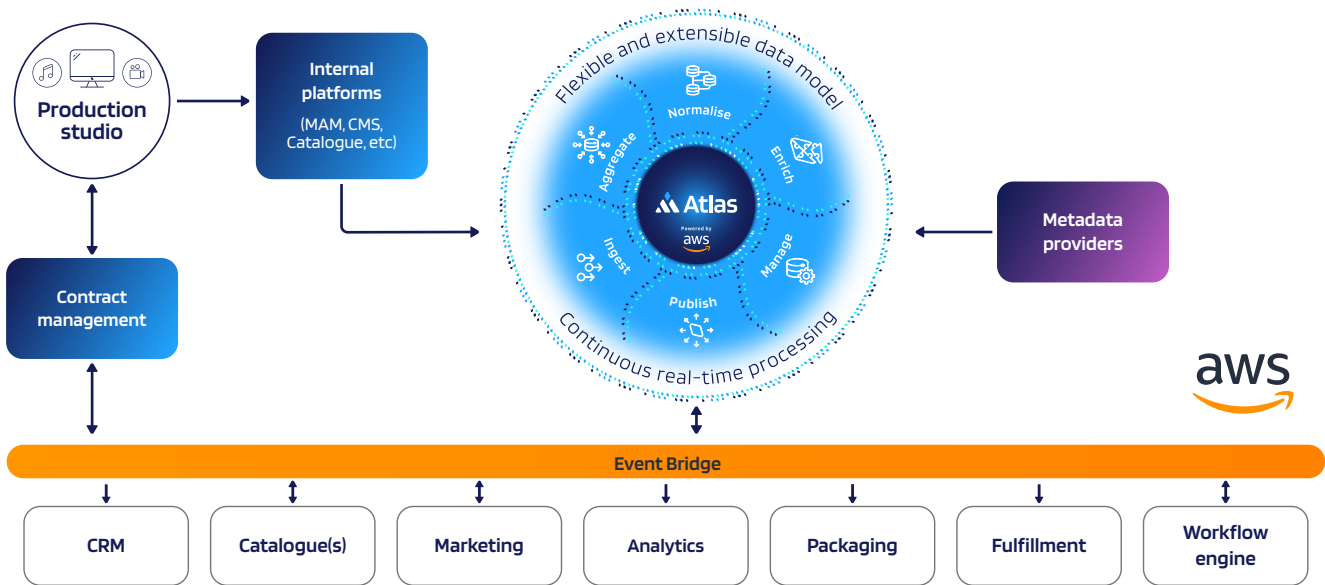 Production
studio
Internal
platforms
(MAM, CMS,
Catalogue, etc)
Contract
management
Flexible and extensible data model
Normalise
Enrich
Manage
Publish
Ingest
Aggregate
Atlas
Powered by
aws
Continuous real-time processing
Metadata
providers
aws
Event Bridge
CRM
Catalogue(s)
Marketing
Analytics
Packaging
Fulfillment
Workflow
engine